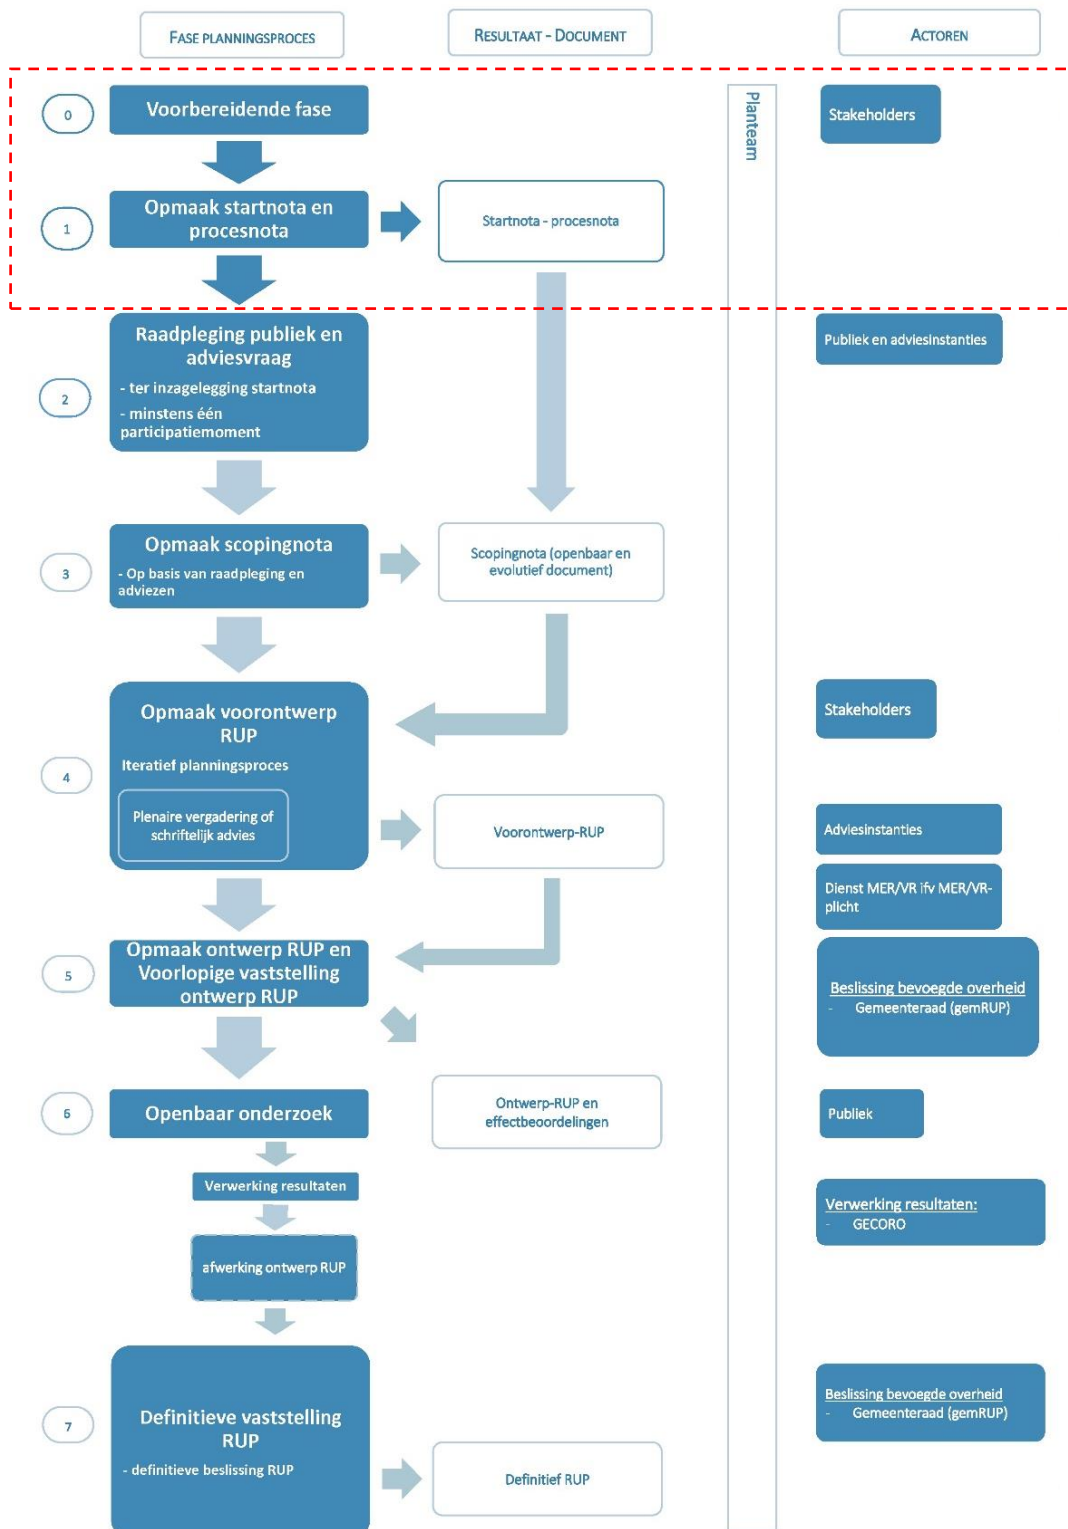 FASE PLANNINGSPROCES
RESULTAAT - DOCUMENT
ACTOREN
0
Voorbereidende fase
Planteam
Stakeholders
1
Opmaak startnota en
procesnota
Startnota - procesnota
2
Raadpleging publiek en
adviesvraag
- ter inzagelegging startnota
- minstens één
participatiemoment
Publiek en adviesinstanties
3
Opmaak scopingnota
- Op basis van raadpleging en
adviezen
Scopingnota (openbaar en
evolutief document)
4
Opmaak voorontwerp
RUP
Iteratief planningsproces
Plenaire vergadering of
schriftelijk advies
Voorontwerp-RUP
Stakeholders
Adviesinstanties
Dienst MER/VR ifv MER/VR-
plicht
5
Opmaak ontwerp RUP en
Voorlopige vaststelling
ontwerp RUP
Beslissing bevoegde overheid
- Gemeenteraad (gemRUP)
6
Openbaar onderzoek
Ontwerp-RUP en
effectbeoordelingen
Publiek
Verwerking resultaten
Verwerking resultaten:
- GECORO
afwerking ontwerp RUP
7
Definitieve vaststelling
RUP
- definitieve beslissing RUP
Definitief RUP
Beslissing bevoegde overheid
- Gemeenteraad (gemRUP)